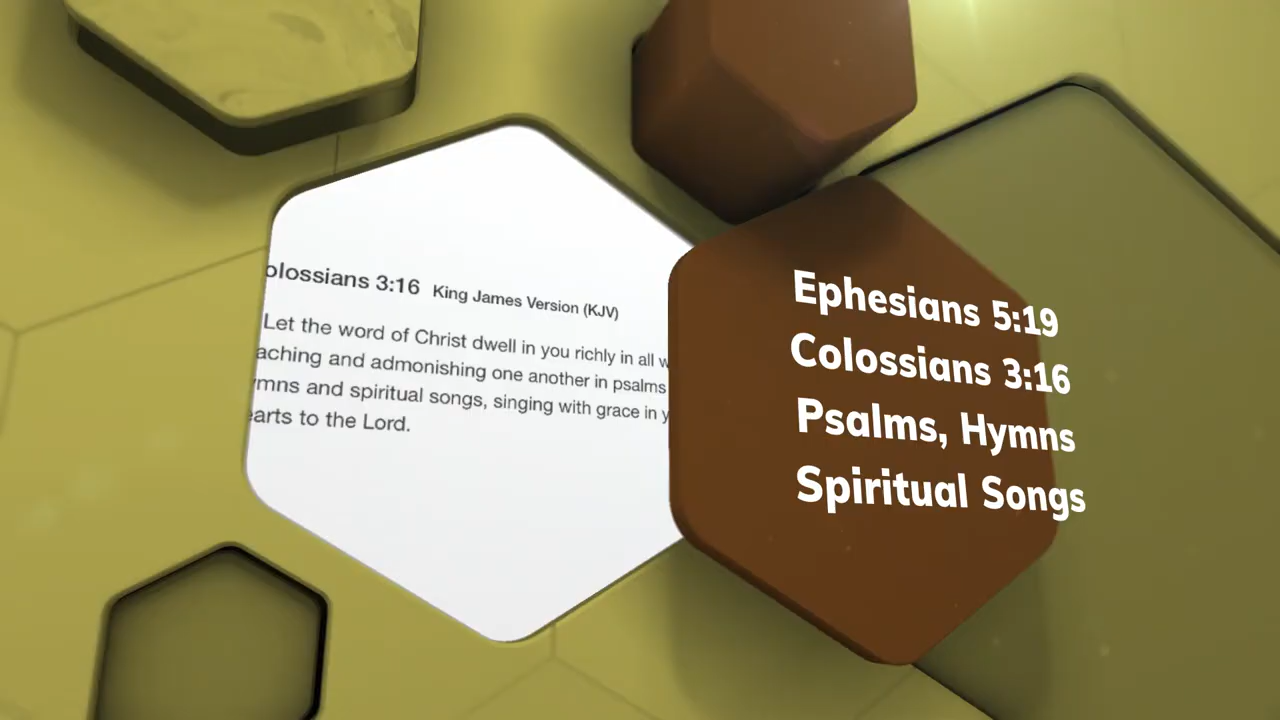 olossians 3:16 King James Version (KJV)
Let the word of Christ dwell in you richly in all w
aching and admonishing one another in psalms
mns and spiritual songs, singing with grace in y
arts to the Lord.
Ephesians 5:19
Colossians 3:16
Psalms, Hymns
Spiritual Songs